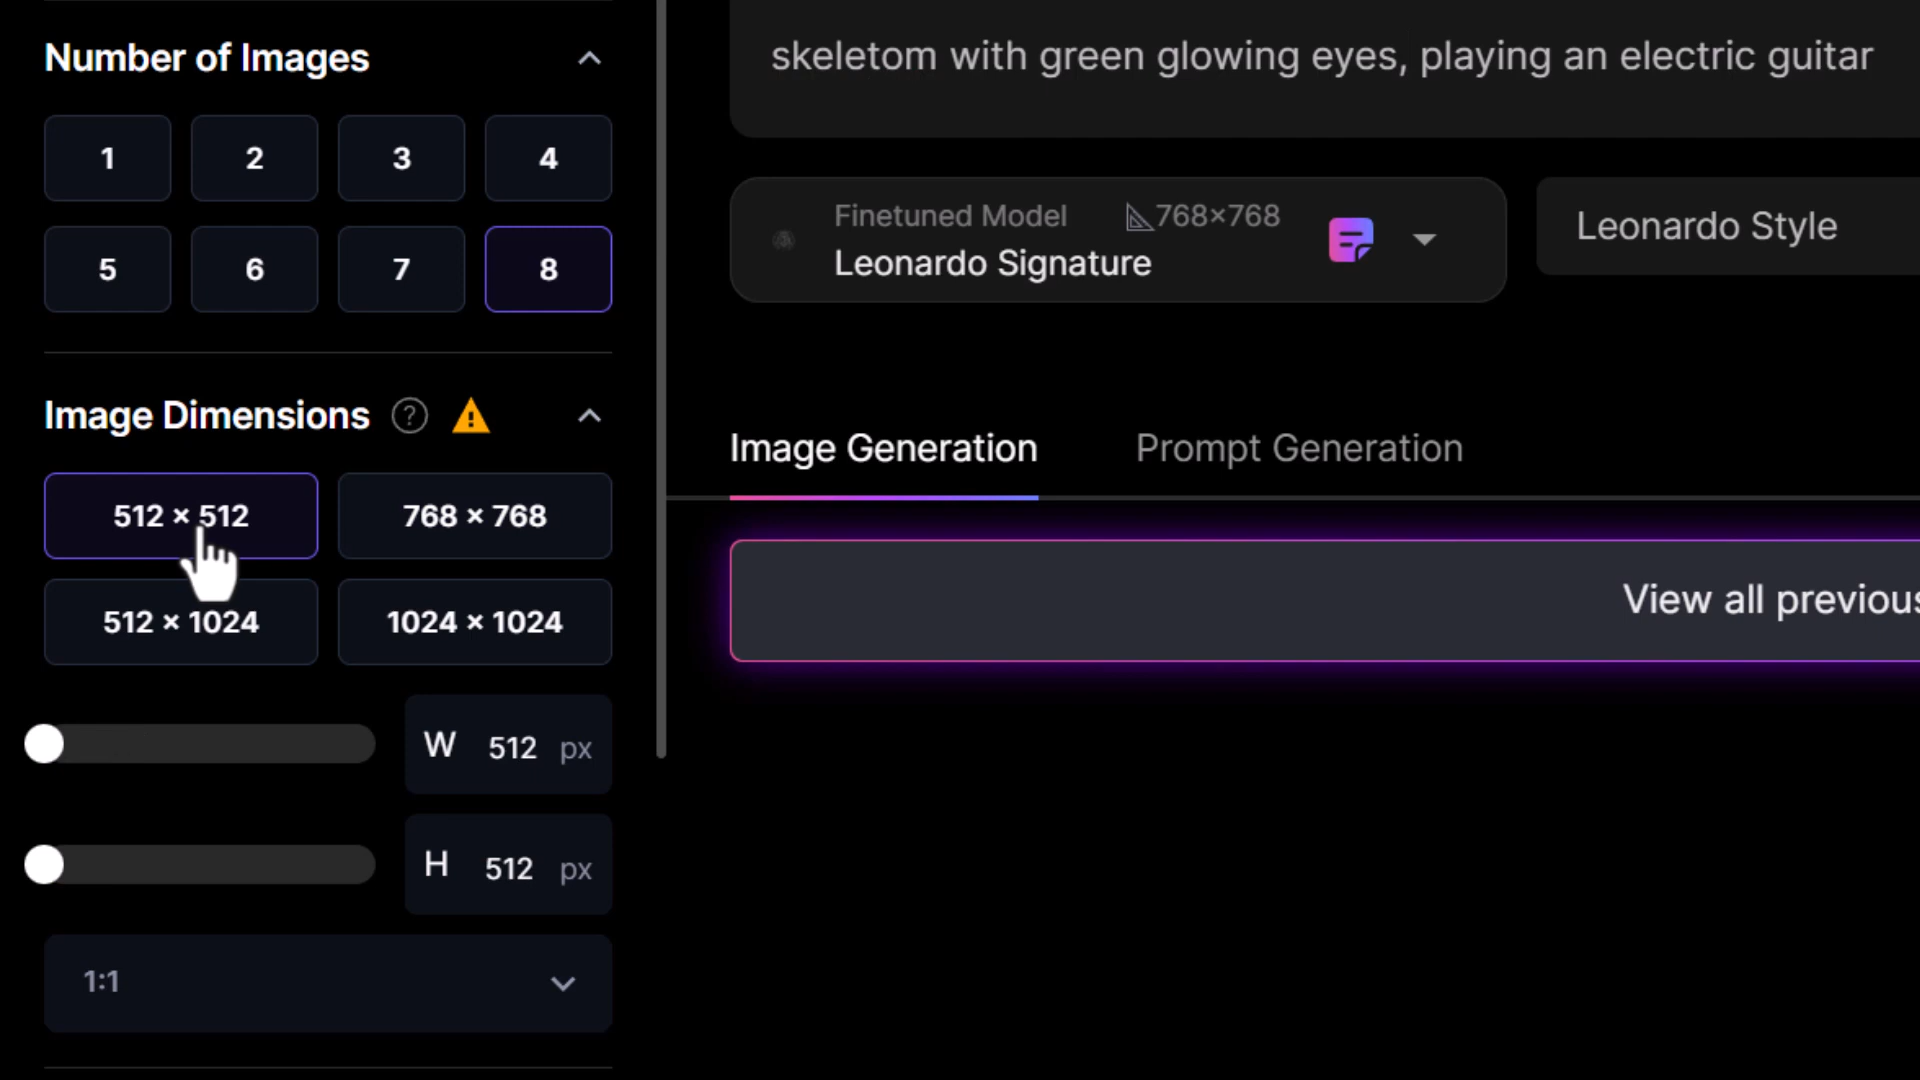 Number of Images
1 2 3 4
5 6 7 8
Image Dimensions ?
512 × 512 768 × 768
512 × 1024 1024 × 1024
W 512 px
H 512 px
1:1
skeletom with green glowing eyes, playing an electric guitar
Finetuned Model 768×768
Leonardo Signature
Leonardo Style
Image Generation Prompt Generation
View all previous